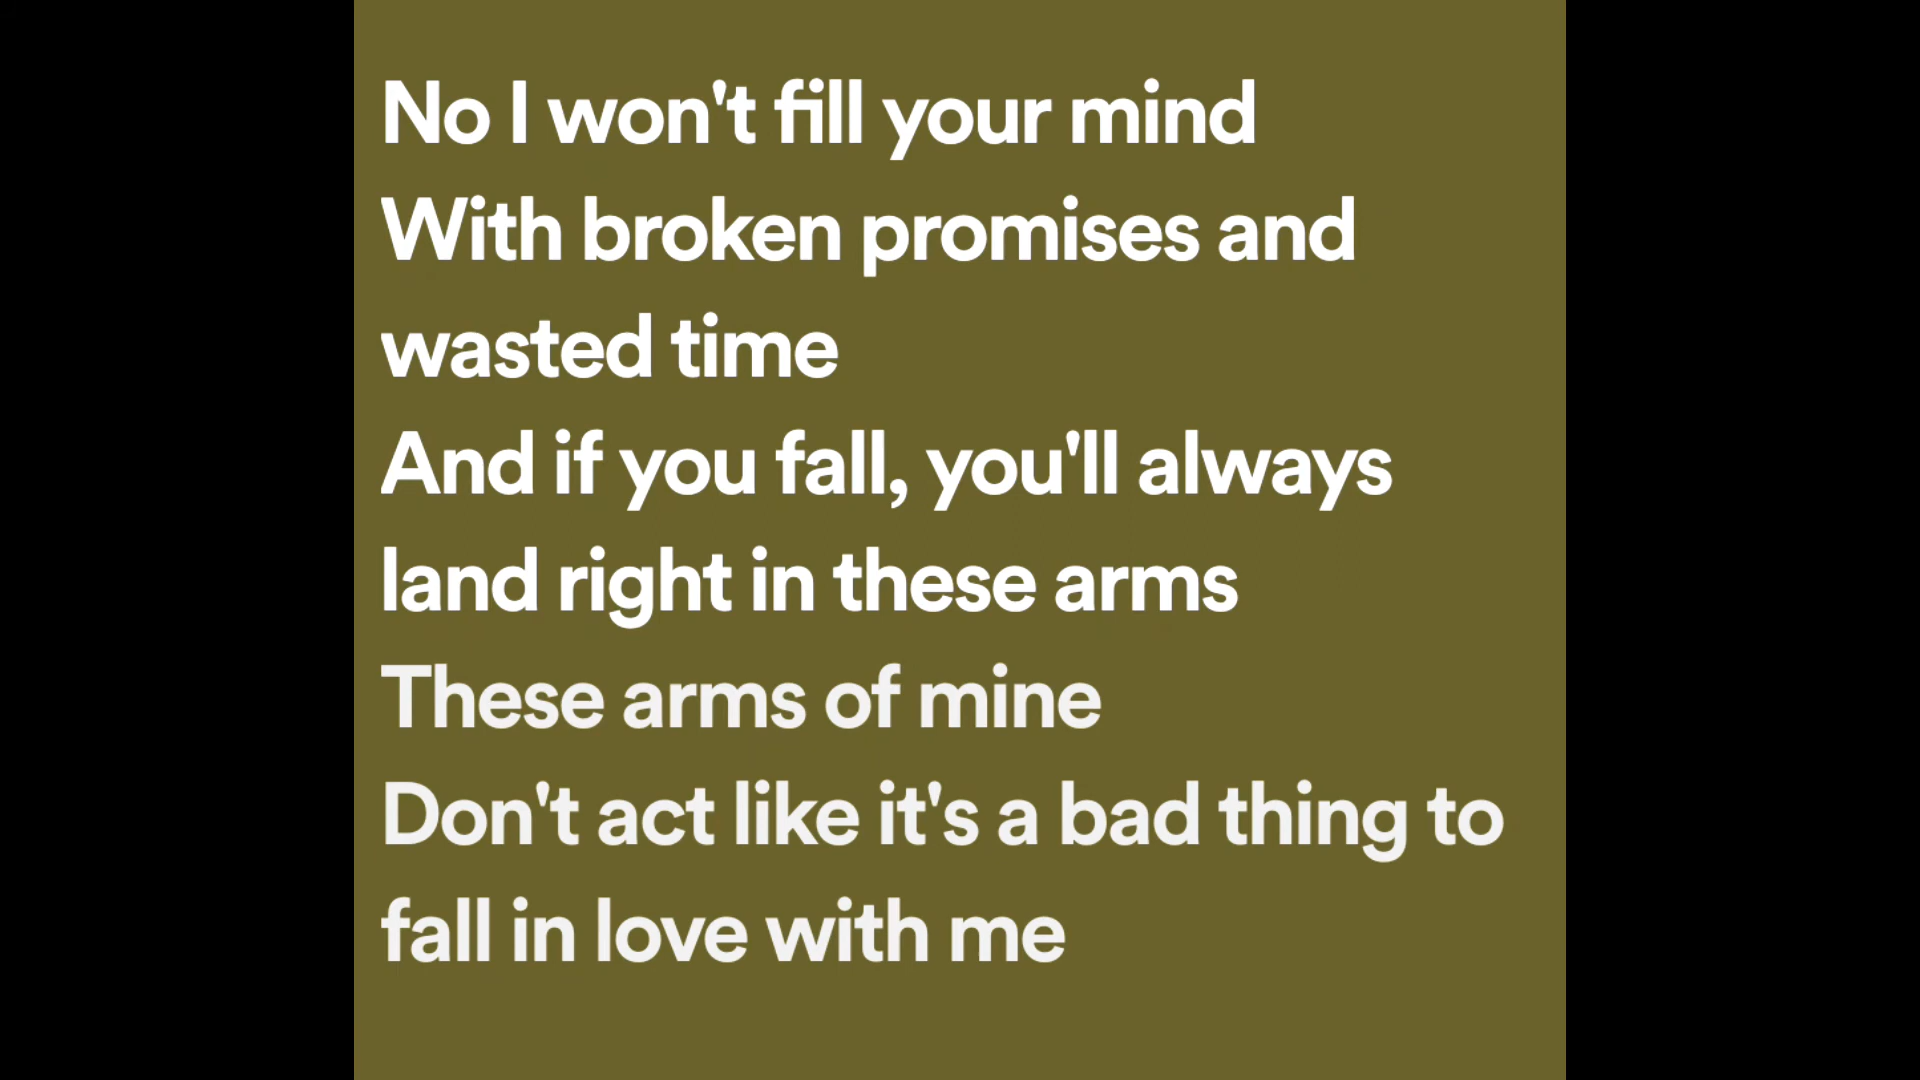 No I won't fill your mind
With broken promises and
wasted time
And if you fall, you'll always
land right in these arms
These arms of mine
Don't act like it's a bad thing to
fall in love with me